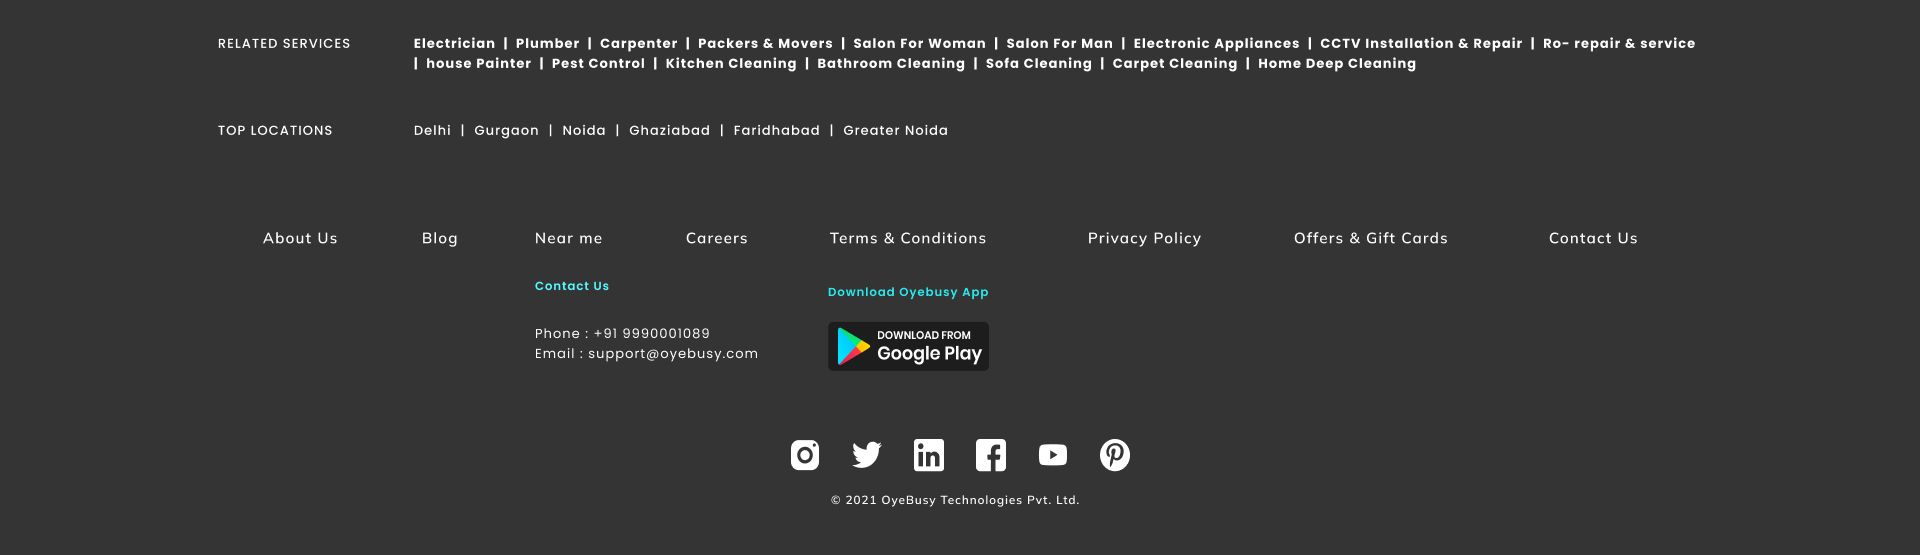 RELATED SERVICES
Electrician | Plumber | Carpenter | Packers & Movers | Salon For Woman | Salon For Man | Electronic Appliances | CCTV Installation & Repair | Ro- repair & service
| house Painter | Pest Control | Kitchen Cleaning | Bathroom Cleaning | Sofa Cleaning | Carpet Cleaning | Home Deep Cleaning
TOP LOCATIONS
Delhi | Gurgaon | Noida | Ghaziabad | Faridhabad | Greater Noida
About Us
Blog
Near me
Careers
Terms & Conditions
Privacy Policy
Offers & Gift Cards
Contact Us
Contact Us
Phone : +91 9990001089
Email : support@oyebusy.com
Download Oyebusy App
DOWNLOAD FROM
Google Play
© 2021 OyeBusy Technologies Pvt. Ltd.